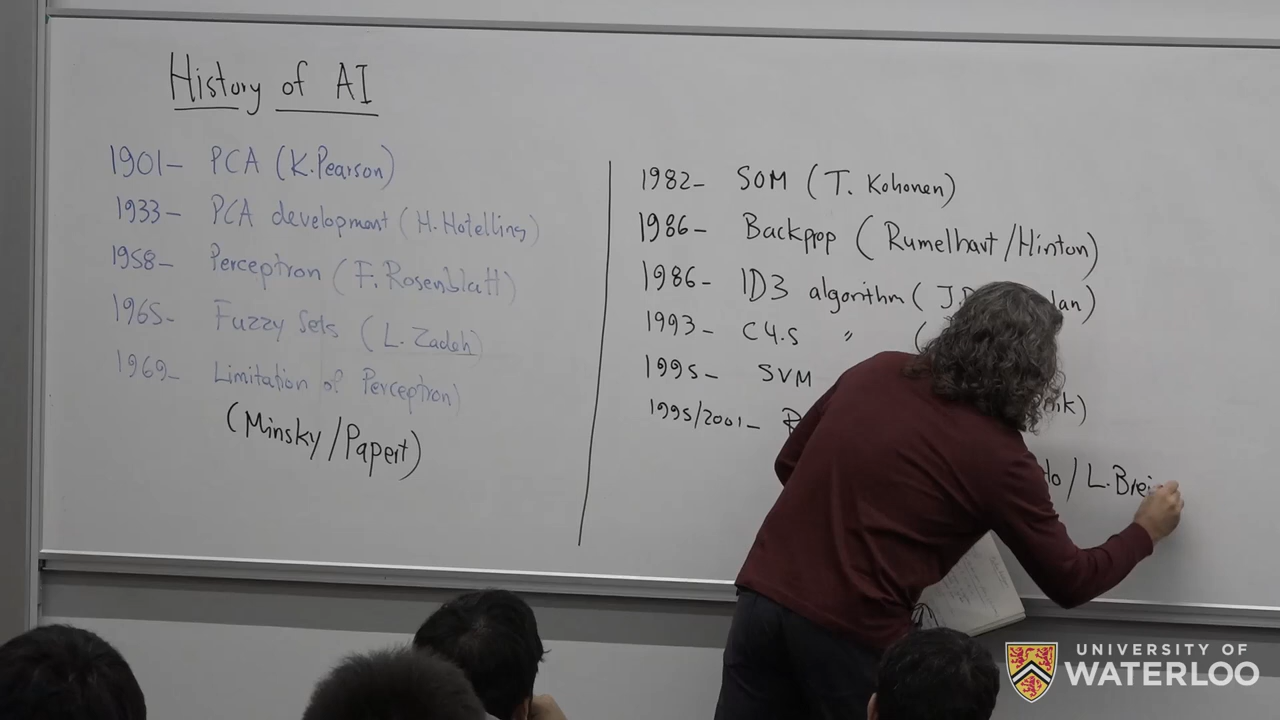 History of AI
1901- PCA (K.Pearson)
1933- PCA development (H.Hotelling)
1958- Perceptron (F.Rosenblatt)
1965- Fuzzy Sets (L.Zadeh)
1969- Limitation of Perceptron)
(Minsky/Papert)
1982- SOM (T. Kohonen)
1986- Backpop (Rumelhart/Hinton)
1986- ID3 algorithm (J.
1993- C4.5 〃 (
1995- SVM
1995/2001-
/ L.Brei
UNIVERSITY OF
WATERLOO